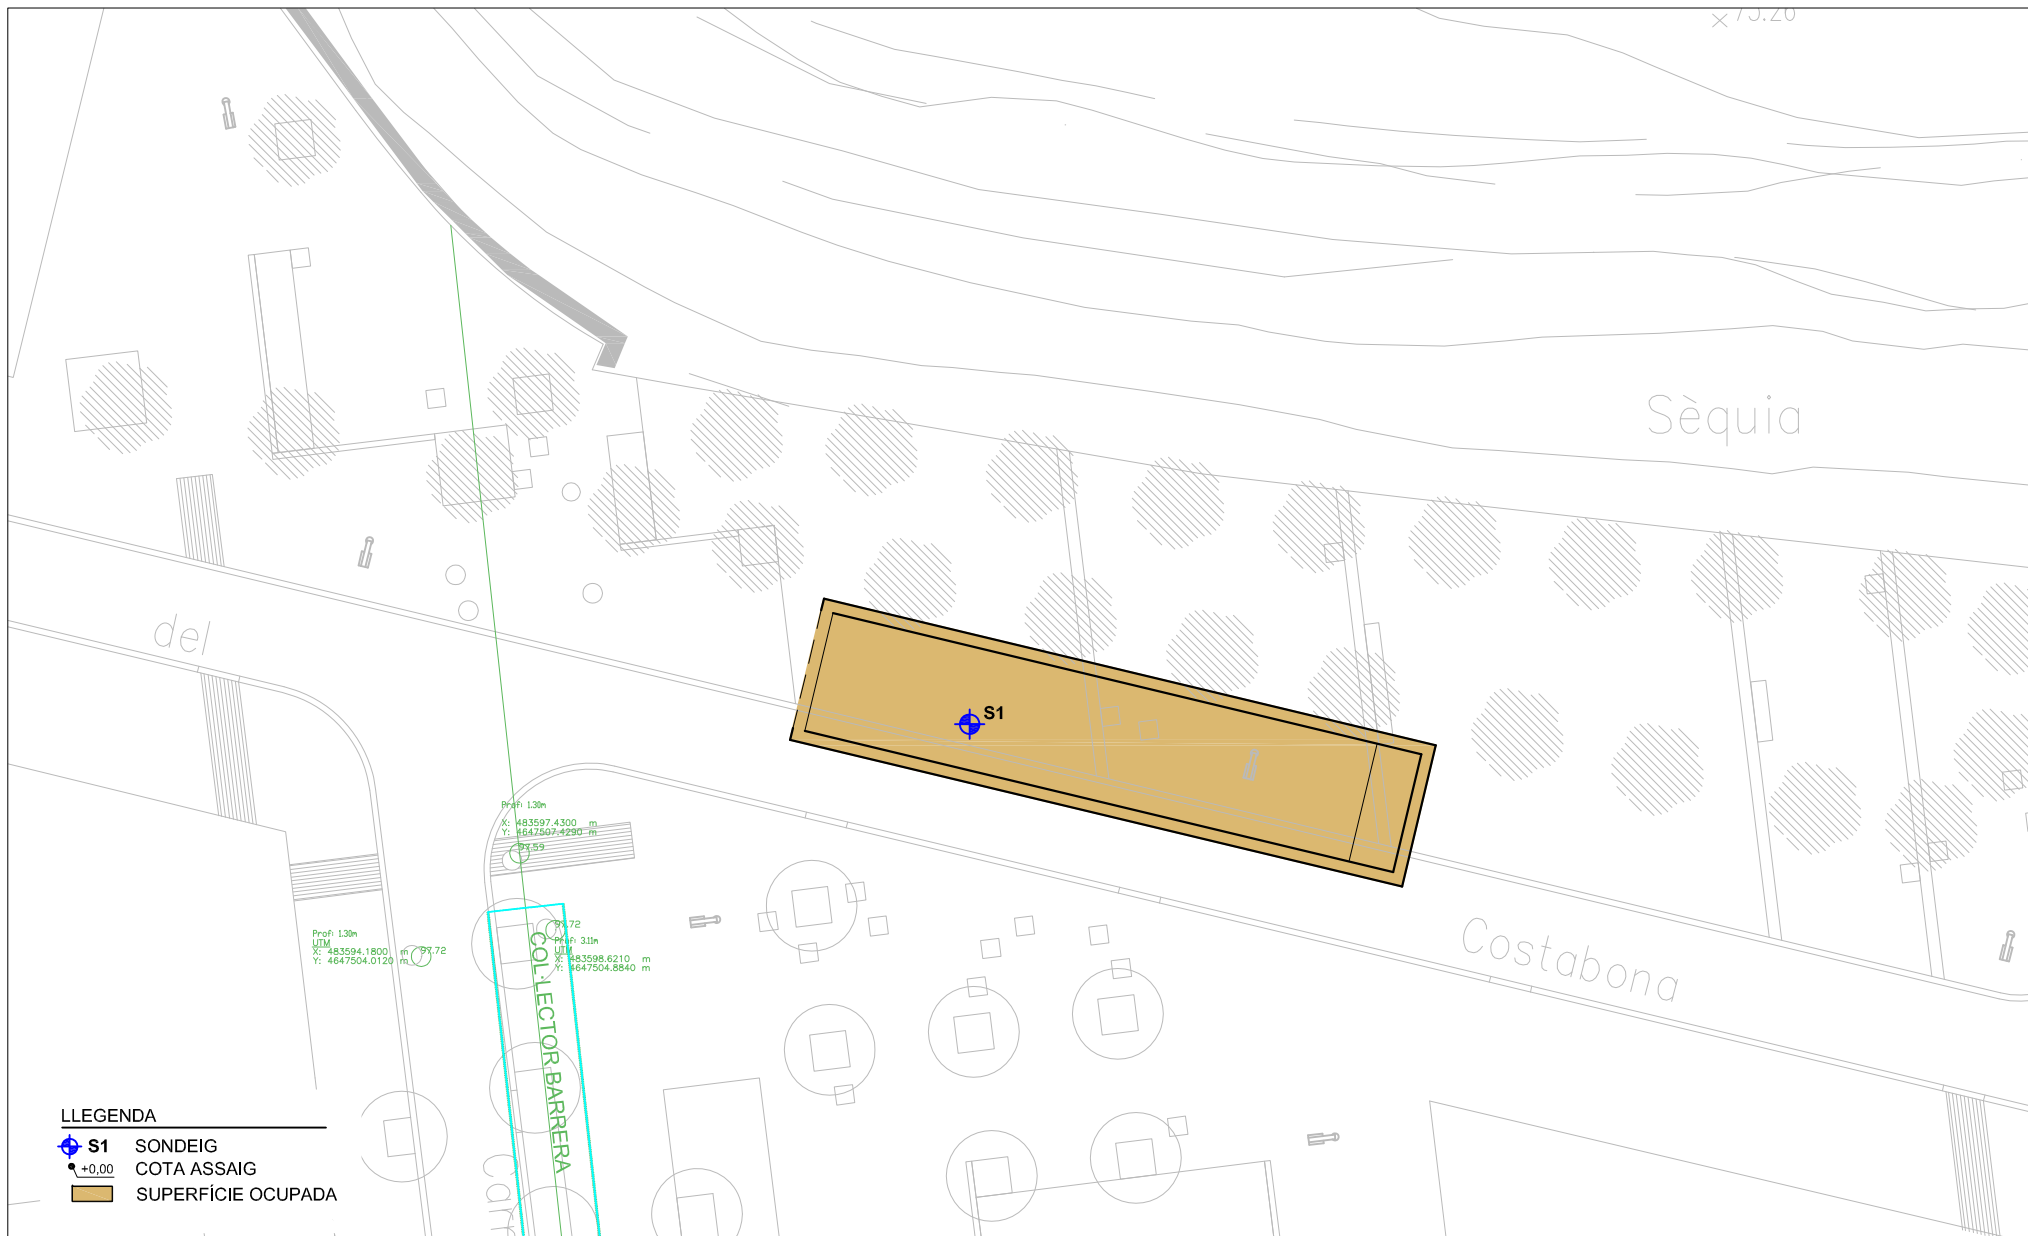 75.26
Sèquia
del
S1
Prof: 1.30m
X: 483597.4300 m
Y: 4647507.4290 m
97.59
97.72
Prof: 3.11m
UTM
X: 483598.6210 m
Y: 4647504.8840 m
Prof: 1.30m
UTM
X: 483594.1800 m
Y: 4647504.0120 m
97.72
Costabona
COL·LECTOR BARRERA
LLEGENDA
S1 SONDEIG
+0,00 COTA ASSAIG
SUPERFÍCIE OCUPADA